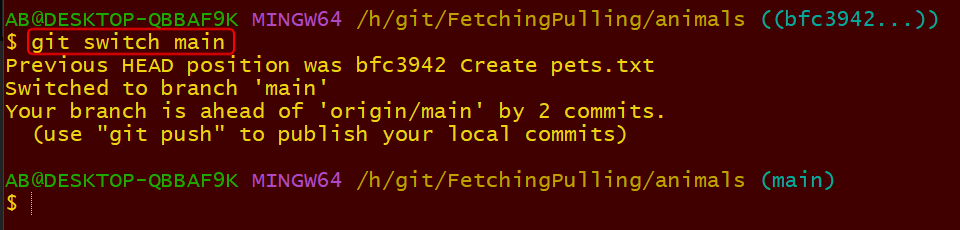 AB@DESKTOP-QBBAF9K MINGW64 /h/git/FetchingPulling/animals ((bfc3942...))
$ git switch main
Previous HEAD position was bfc3942 Create pets.txt
Switched to branch 'main'
Your branch is ahead of 'origin/main' by 2 commits.
  (use "git push" to publish your local commits)
AB@DESKTOP-QBBAF9K MINGW64 /h/git/FetchingPulling/animals (main)
$